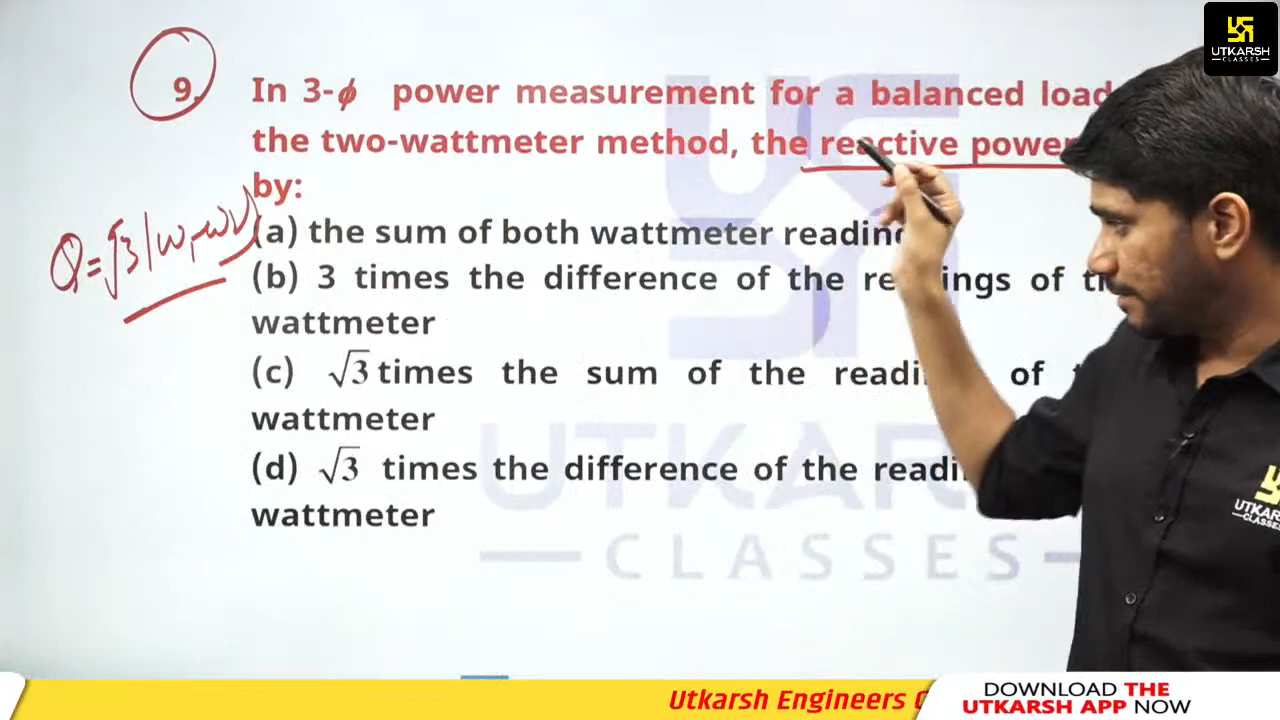 UTKARSH
CLASSES
9.
In 3-ϕ power measurement for a balanced load
the two-wattmeter method, the reactive power
by:
Q=√3|W₁-W₂|
(a) the sum of both wattmeter
(b) 3 times the difference of the of
wattmeter
(c) √3 times the sum of the of
wattmeter
(d) √3 times the difference of the
wattmeter
UTKARSH
CLASSES
UTKARSH
CLASSES
Utkarsh Engineers
DOWNLOAD THE
UTKARSH APP NOW